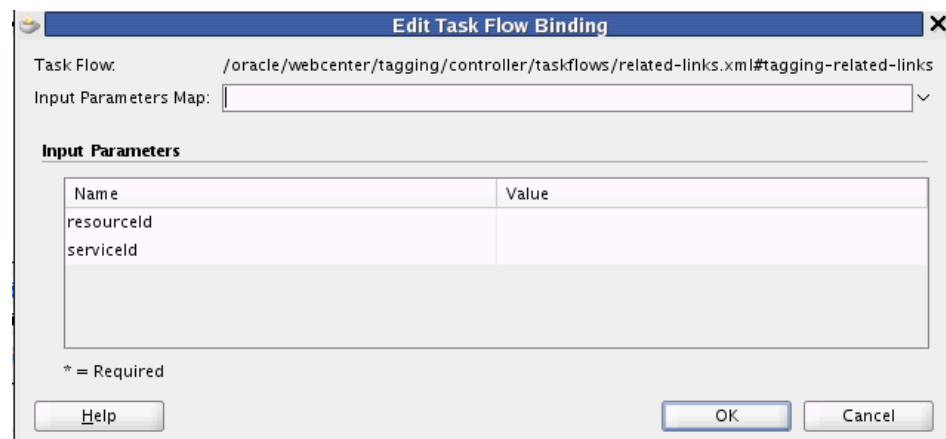 Edit Task Flow Binding
Task Flow: /oracle/webcenter/tagging/controller/taskflows/related-links.xml#tagging-related-links
Input Parameters Map:
Input Parameters
Name Value
resourceId
serviceId
* = Required
Help OK Cancel